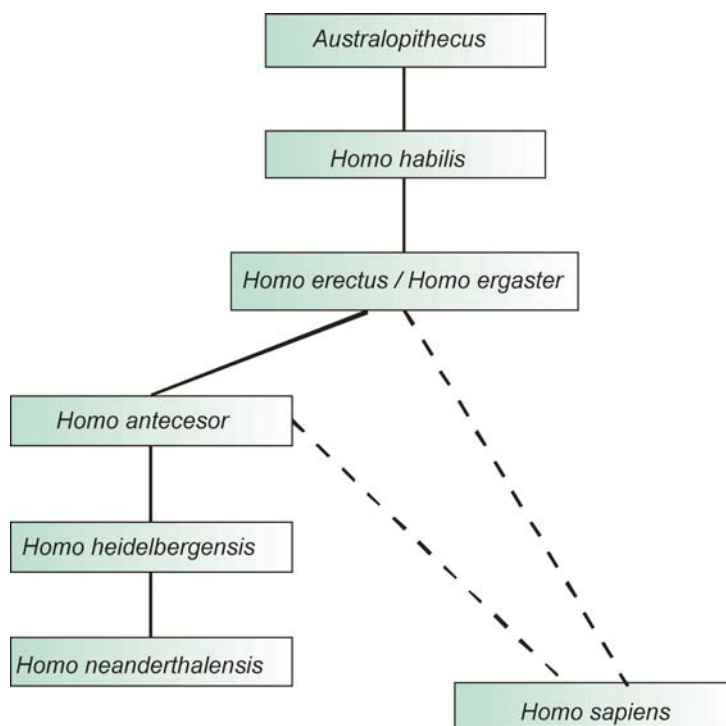 Australopithecus
Homo habilis
Homo erectus / Homo ergaster
Homo antecesor
Homo heidelbergensis
Homo neanderthalensis
Homo sapiens